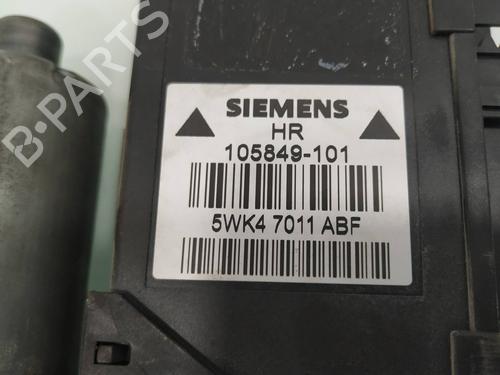 SIEMENS
HR
105849-101
5WK4 7011 ABF
B-PARTS